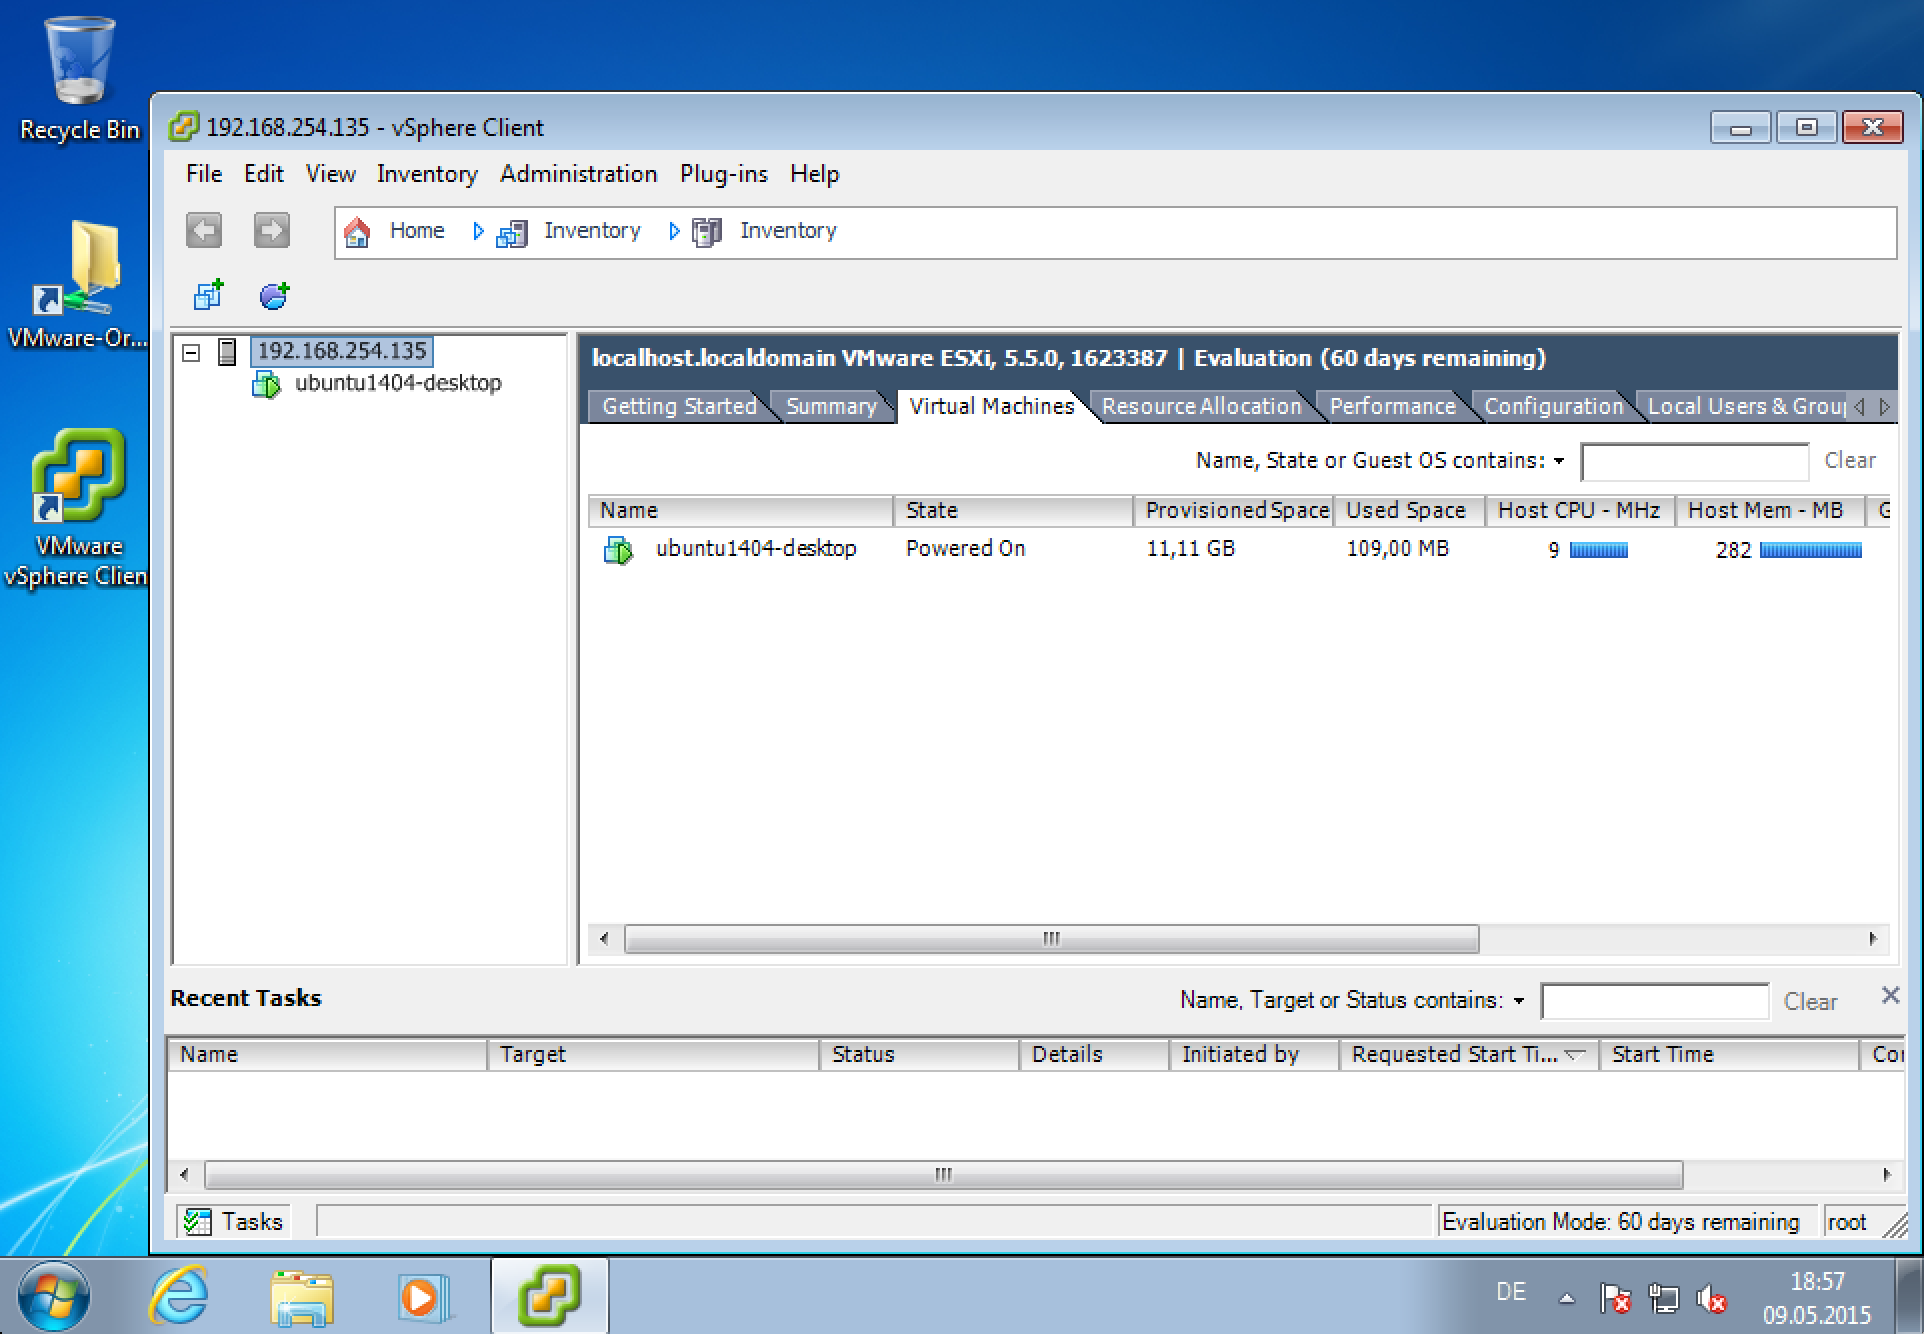 Recycle Bin
VMware-Or...
VMware
vSphere Clien
192.168.254.135 - vSphere Client
File Edit View Inventory Administration Plug-ins Help
Home Inventory Inventory
192.168.254.135
ubuntu1404-desktop
localhost.localdomain VMware ESXi, 5.5.0, 1623387 | Evaluation (60 days remaining)
Getting Started Summary Virtual Machines Resource Allocation Performance Configuration Local Users & Grou
Name, State or Guest OS contains: Clear
Name State Provisioned Space Used Space Host CPU - MHz Host Mem - MB G
ubuntu1404-desktop Powered On 11,11 GB 109,00 MB 9 282
Recent Tasks Name, Target or Status contains: Clear
Name Target Status Details Initiated by Requested Start Ti... Start Time Co
Tasks Evaluation Mode: 60 days remaining root
DE 18:57
09.05.2015